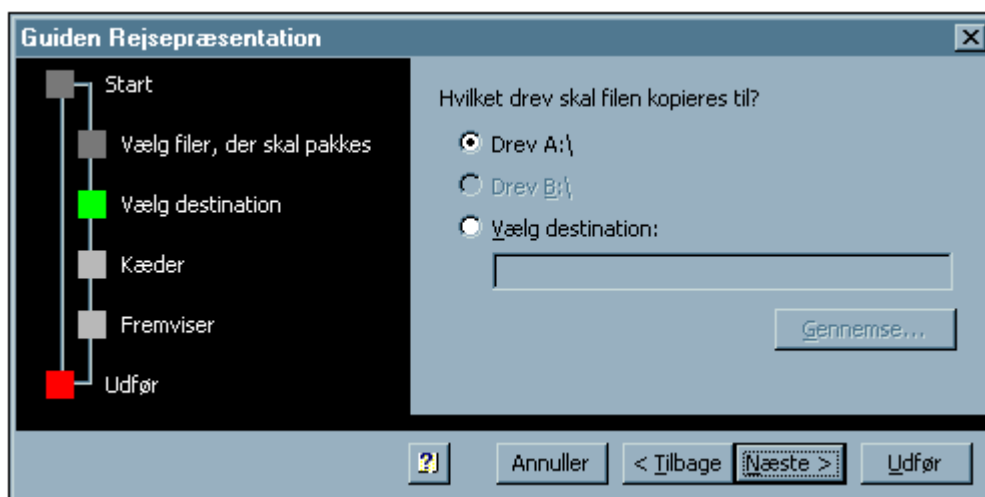 Guiden Rejsepræsentation
Start
Vælg filer, der skal pakkes
Vælg destination
Kæder
Fremviser
Udfør
Hvilket drev skal filen kopieres til?
Drev A:\
Drev B:\
Vælg destination:
Gennemse...
Annuller
< Tilbage
Næste >
Udfør